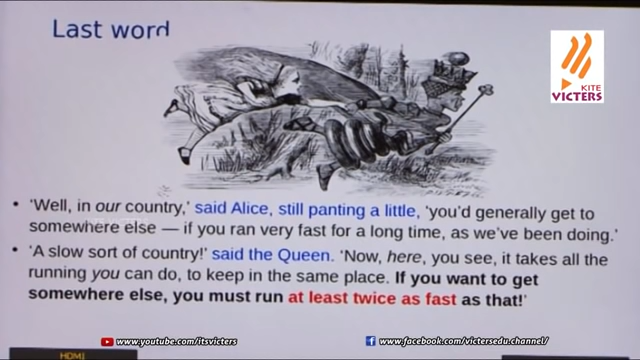 Last word
KITE
VICTERS
• ‘Well, in our country,’ said Alice, still panting a little, ‘you’d generally get to
somewhere else — if you ran very fast for a long time, as we’ve been doing.’
• ‘A slow sort of country!’ said the Queen. ‘Now, here, you see, it takes all the
running you can do, to keep in the same place. If you want to get
somewhere else, you must run at least twice as fast as that!’
www.youtube.com/itsvicters
www.facebook.com/victersedu.channel/
HDMI